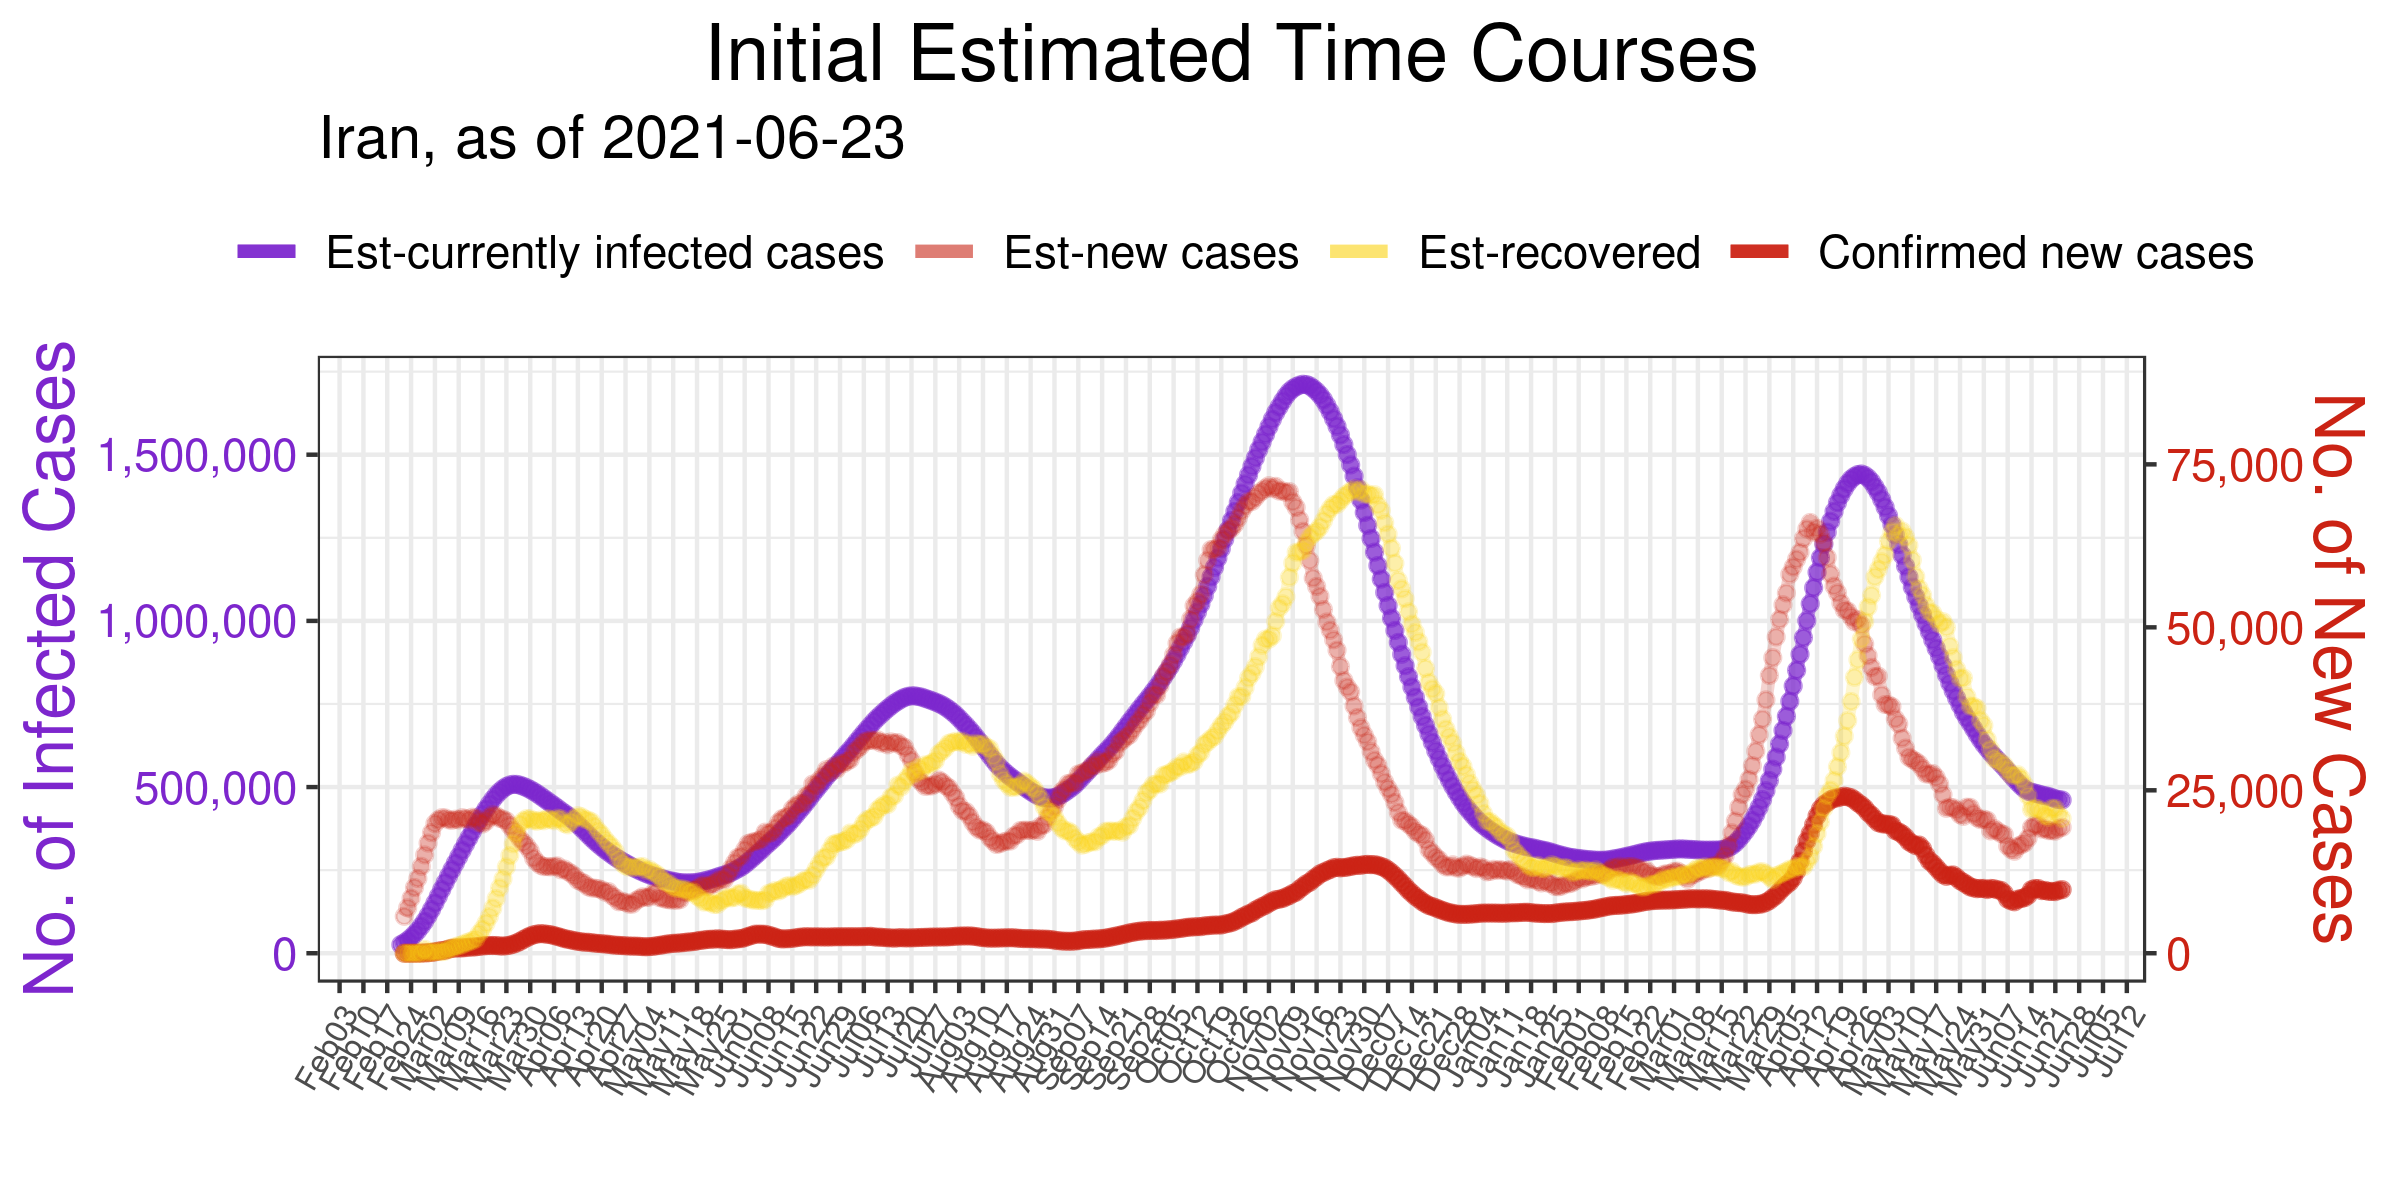 Initial Estimated Time Courses
Iran, as of 2021-06-23
Est-currently infected cases
Est-new cases
Est-recovered
Confirmed new cases
No. of Infected Cases
1,500,000
1,000,000
500,000
0
75,000
50,000
25,000
0
No. of New Cases
Feb03
Feb10
Feb17
Feb24
Mar02
Mar09
Mar16
Mar23
Mar30
Apr06
Apr13
Apr20
Apr27
May04
May11
May18
May25
Jun01
Jun08
Jun15
Jun22
Jun29
Jul06
Jul13
Jul20
Jul27
Aug03
Aug10
Aug17
Aug24
Aug31
Sep07
Sep14
Sep21
Sep28
Oct05
Oct12
Oct19
Oct26
Nov02
Nov09
Nov16
Nov23
Nov30
Dec07
Dec14
Dec21
Dec28
Jan04
Jan11
Jan18
Jan25
Feb01
Feb08
Feb15
Feb22
Mar01
Mar08
Mar15
Mar22
Mar29
Apr05
Apr12
Apr19
Apr26
May03
May10
May17
May24
May31
Jun07
Jun14
Jun21
Jun28
Jul05
Jul12